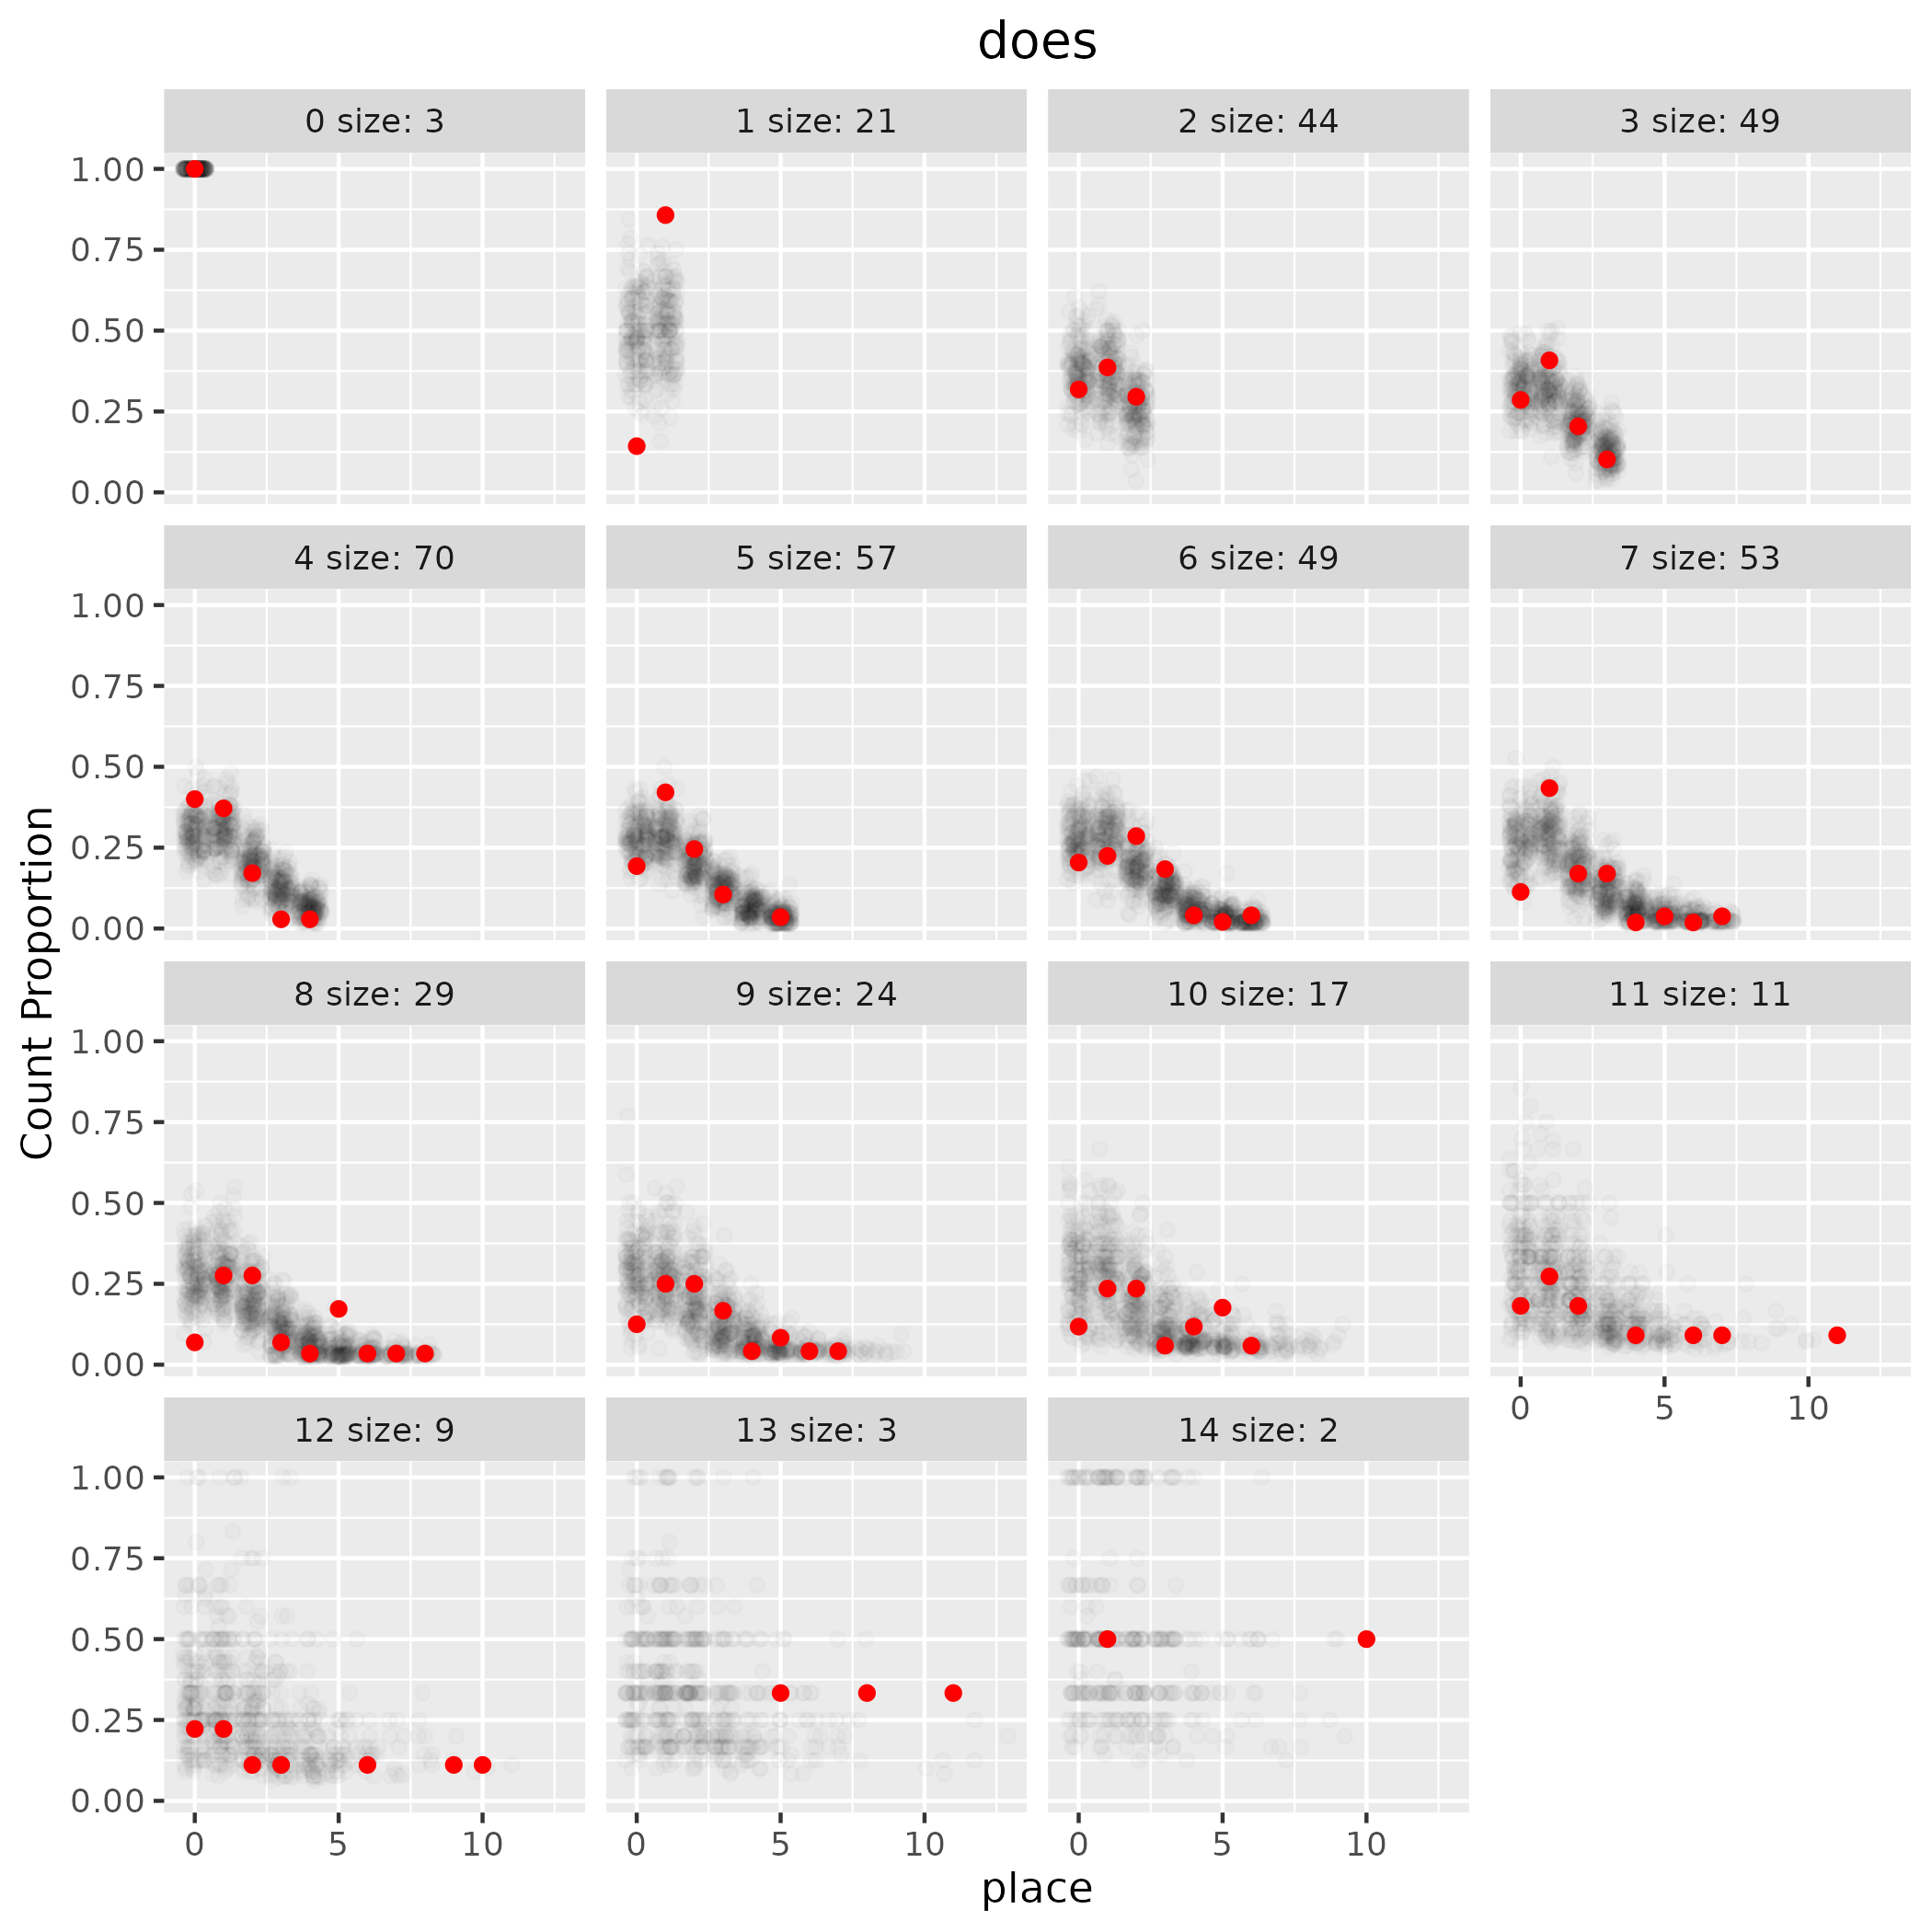 does
0 size: 3
1 size: 21
2 size: 44
3 size: 49
1.00
0.75
0.50
0.25
0.00
4 size: 70
5 size: 57
6 size: 49
7 size: 53
1.00
0.75
0.50
0.25
0.00
Count Proportion
8 size: 29
9 size: 24
10 size: 17
11 size: 11
1.00
0.75
0.50
0.25
0.00
0 5 10
12 size: 9
13 size: 3
14 size: 2
1.00
0.75
0.50
0.25
0.00
0 5 10
0 5 10
0 5 10
place